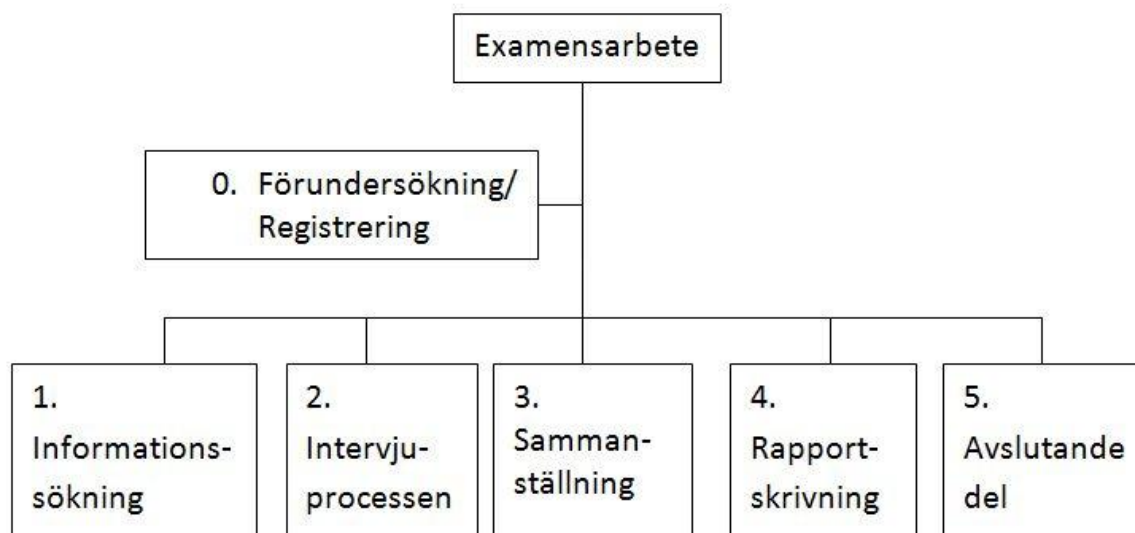 Examensarbete
0. Förundersökning/
Registrering
1.
Informations-
sökning
2.
Intervju-
processen
3.
Samman-
ställning
4.
Rapport-
skrivning
5.
Avslutande
del